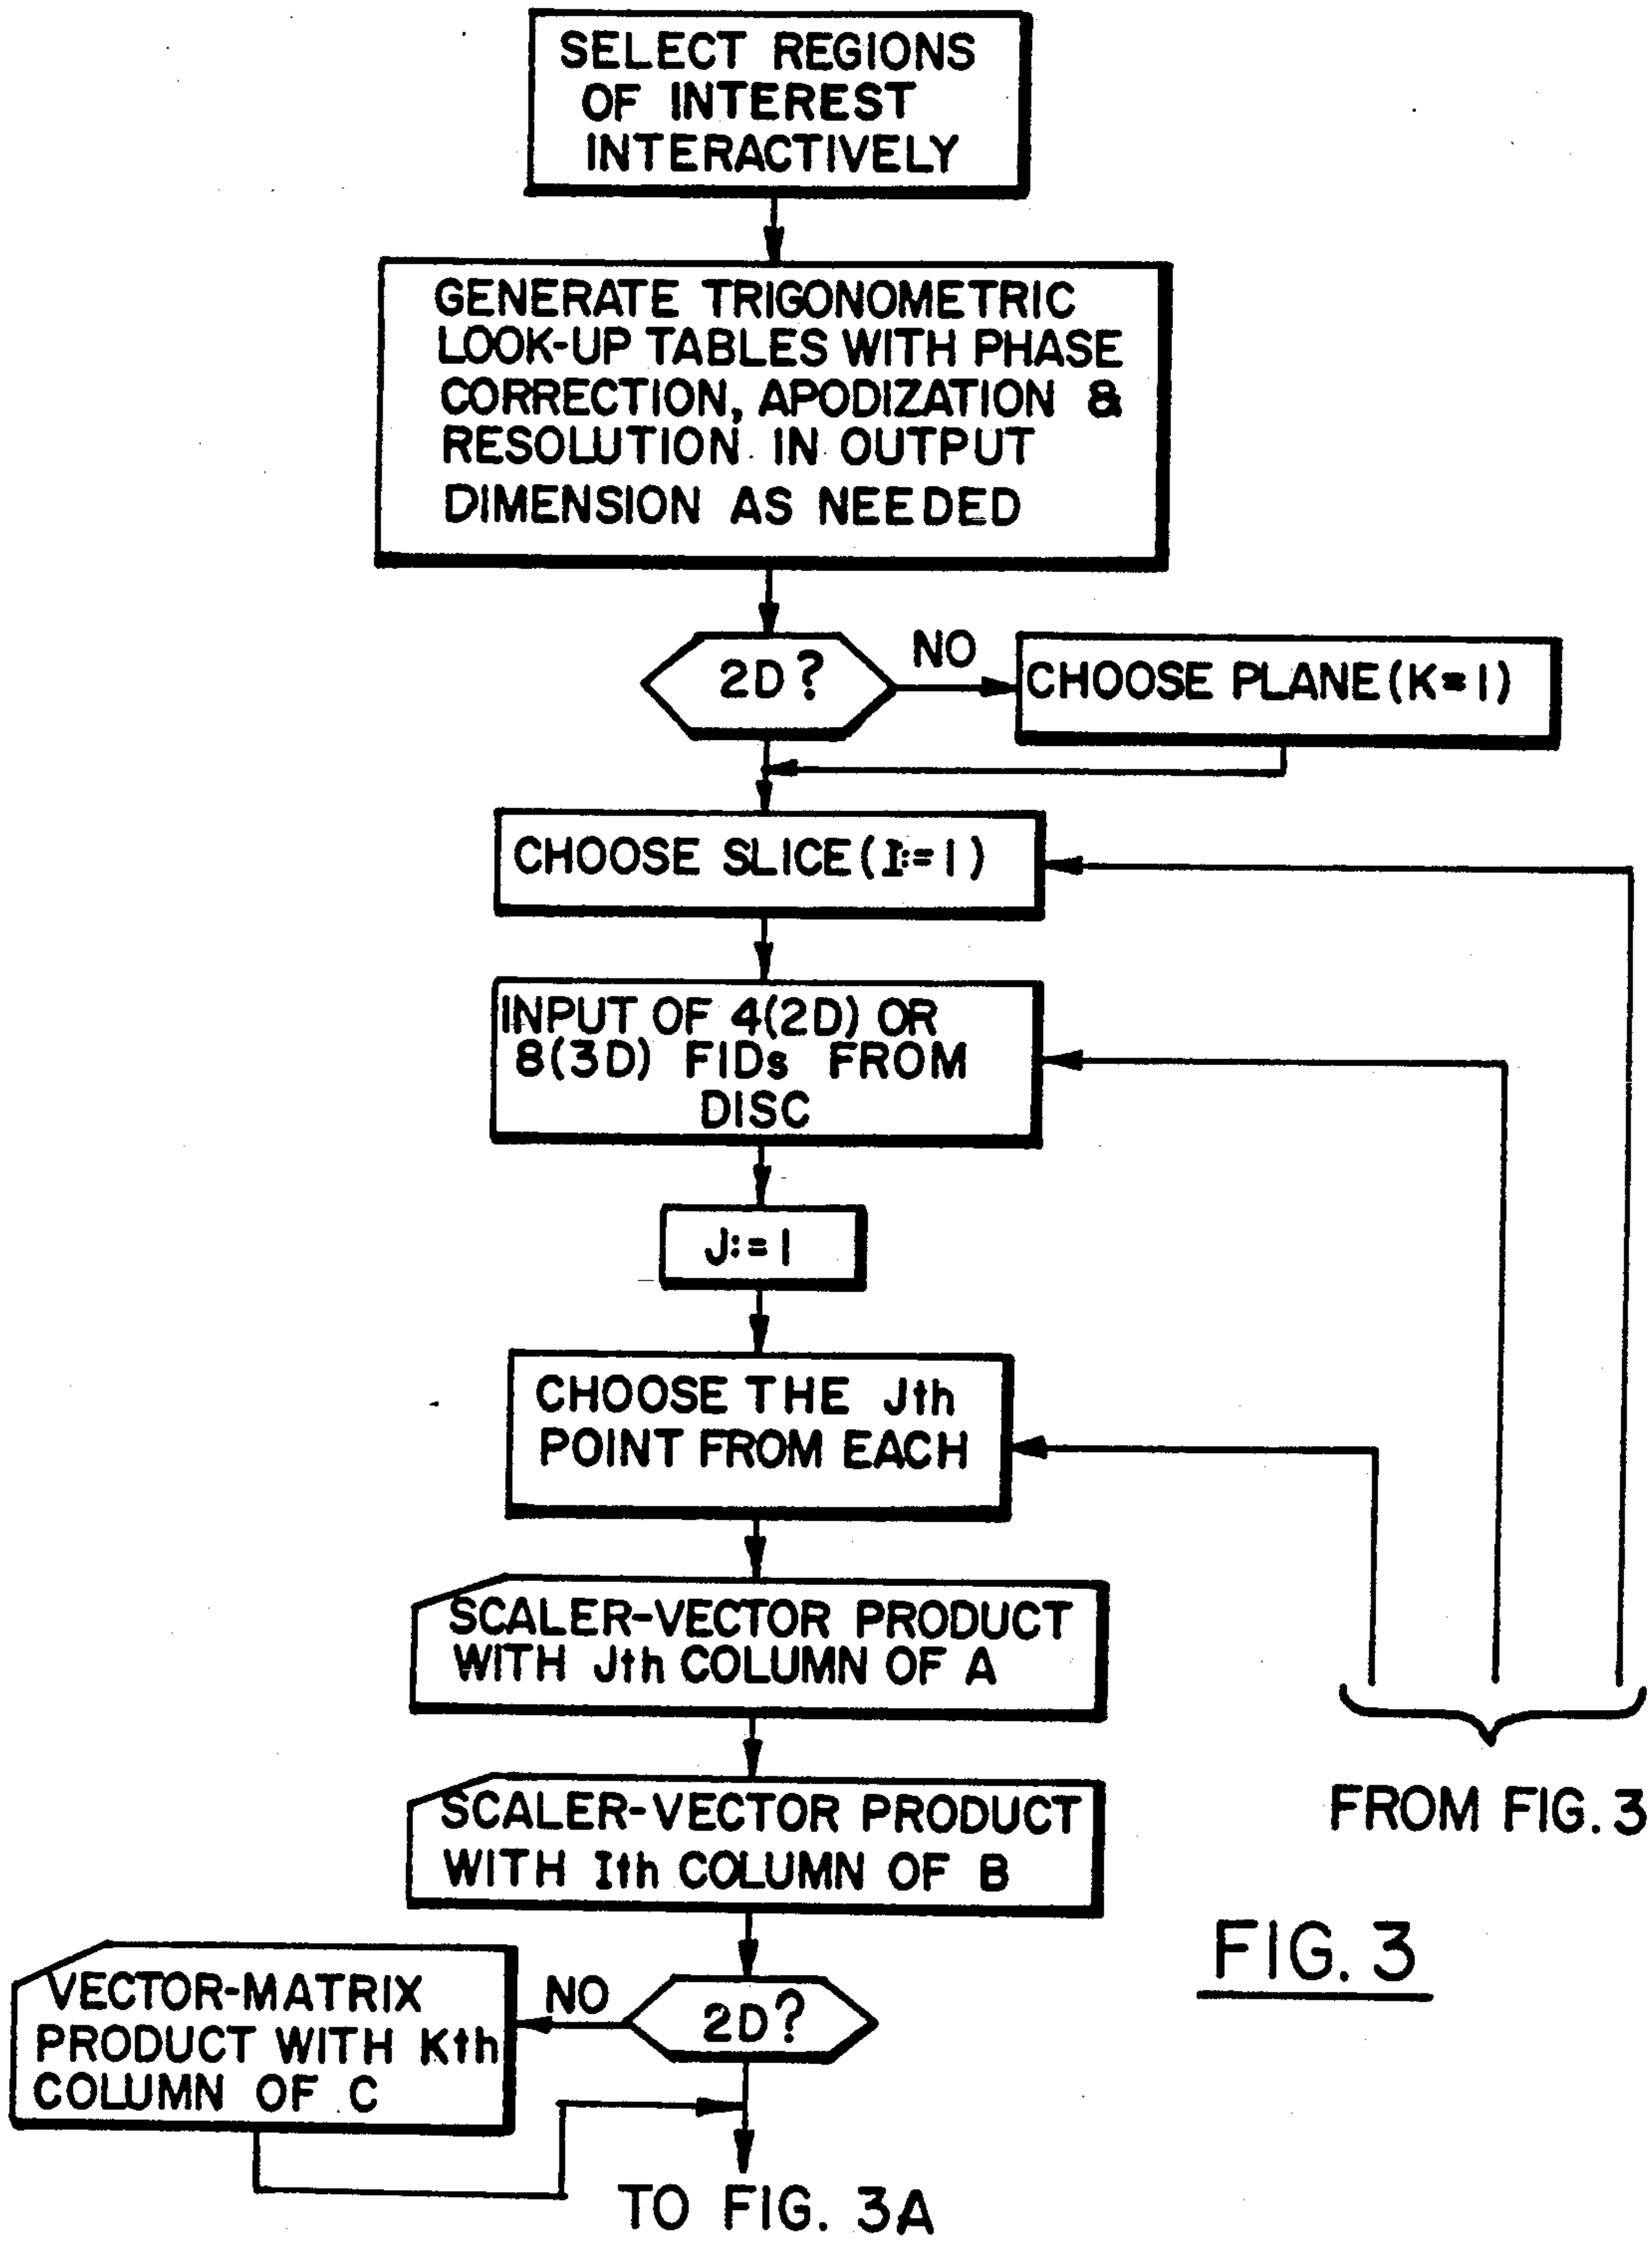 SELECT REGIONS
OF INTEREST
INTERACTIVELY
GENERATE TRIGONOMETRIC
LOOK-UP TABLES WITH PHASE
CORRECTION, APODIZATION &
RESOLUTION IN OUTPUT
DIMENSION AS NEEDED
2D?
NO
CHOOSE PLANE (K=1)
CHOOSE SLICE (I:=1)
INPUT OF 4(2D) OR
8(3D) FIDs FROM
DISC
J:=1
CHOOSE THE Jth
POINT FROM EACH
SCALER-VECTOR PRODUCT
WITH Jth COLUMN OF A
SCALER-VECTOR PRODUCT
WITH Ith COLUMN OF B
FROM FIG. 3
2D?
NO
VECTOR-MATRIX
PRODUCT WITH Kth
COLUMN OF C
TO FIG. 3A
FIG. 3